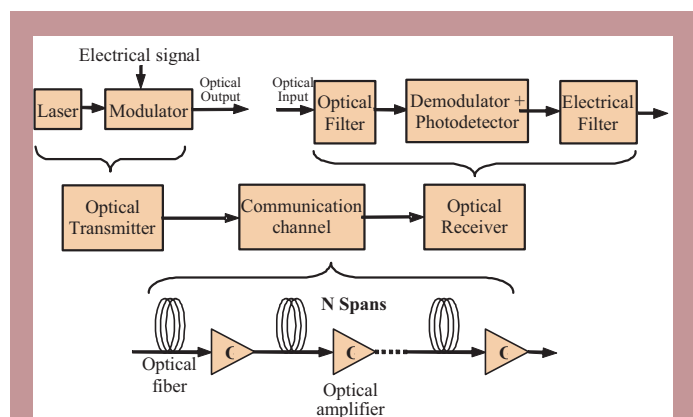 Electrical signal
Optical
Output
Optical
Input
Laser
Modulator
Optical
Filter
Demodulator +
Photodetector
Electrical
Filter
Optical
Transmitter
Communication
channel
Optical
Receiver
N Spans
Optical
fiber
Optical
amplifier